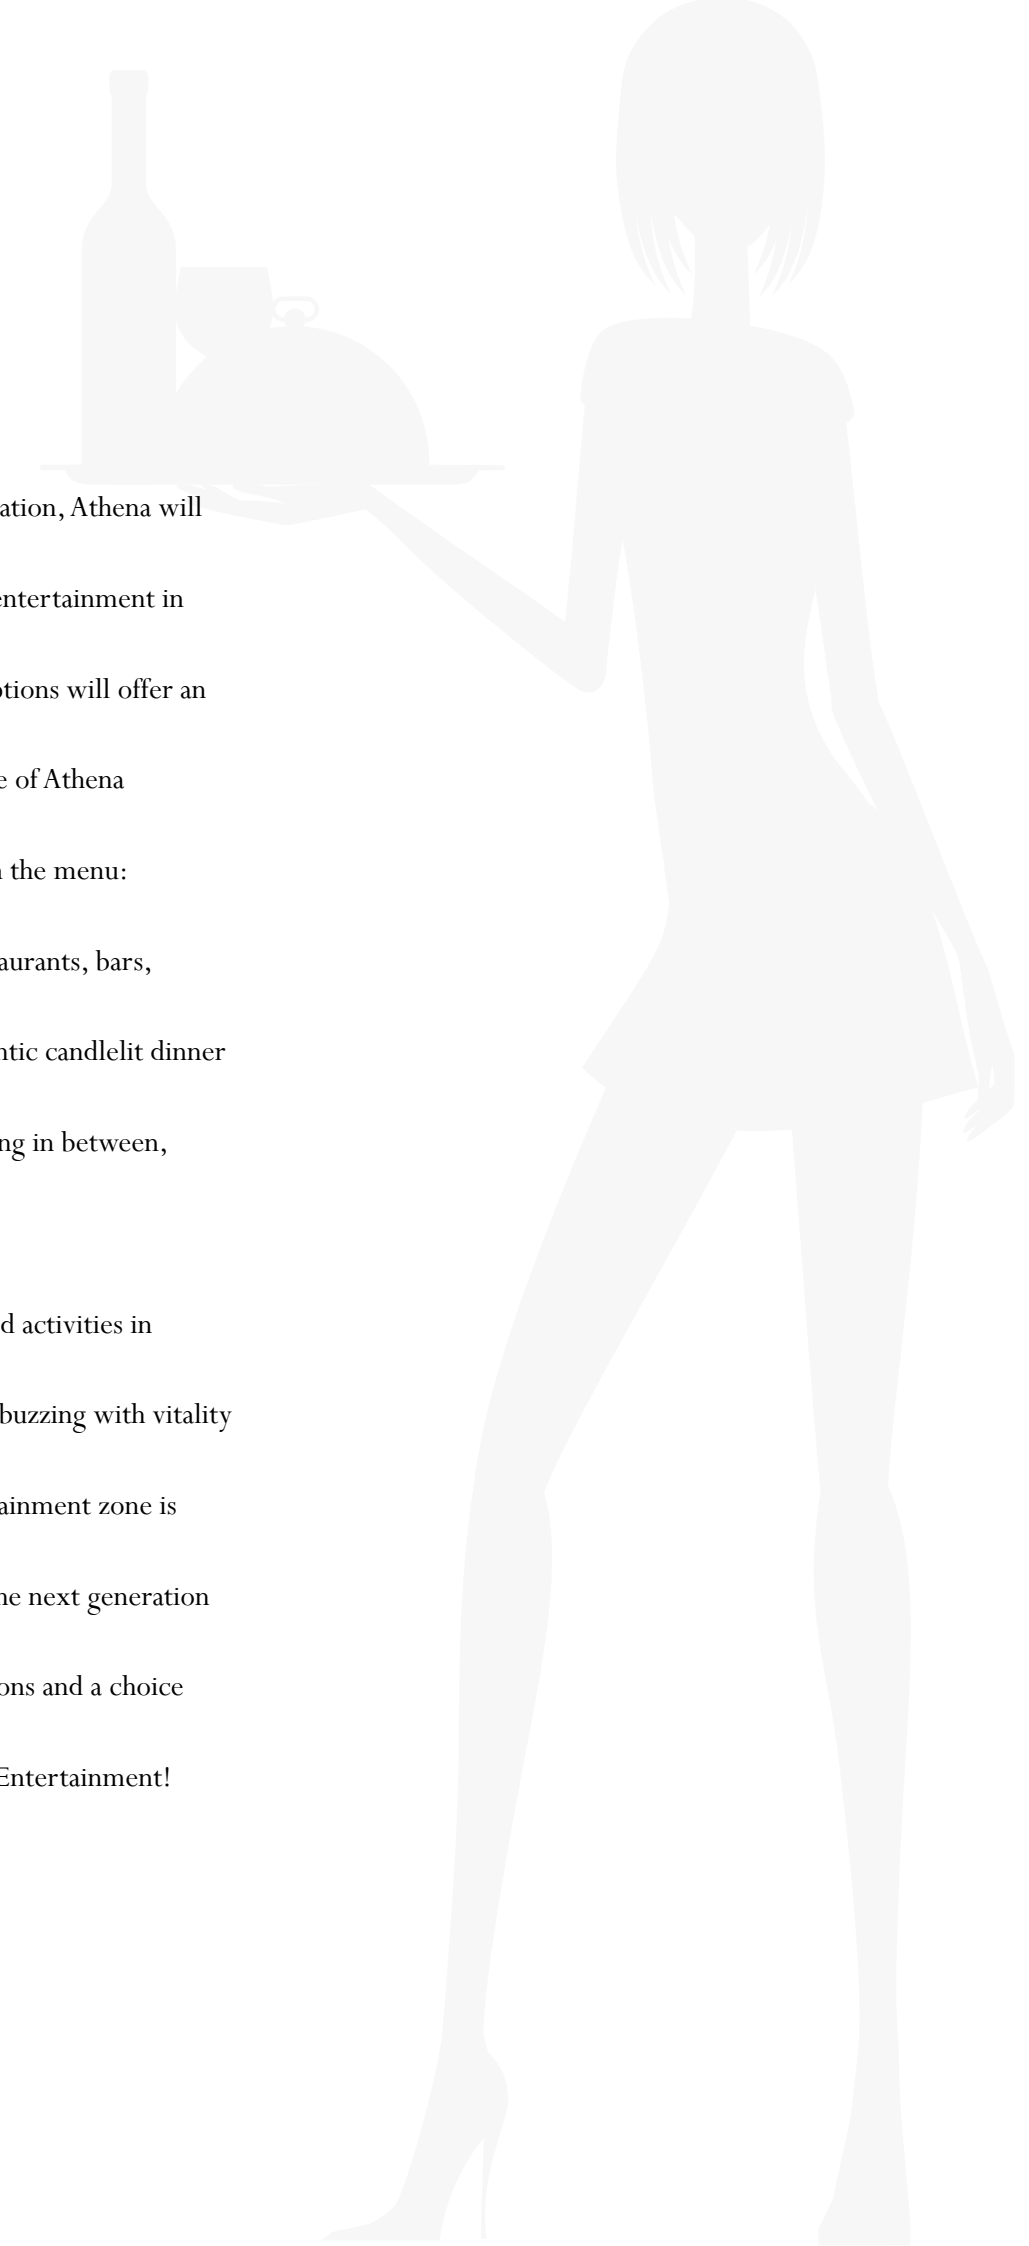 ation, Athena will
entertainment in
tions will offer an
e of Athena
n the menu:
aurants, bars,
ntic candlelit dinner
ng in between,
d activities in
buzzing with vitality
ainment zone is
he next generation
ons and a choice
Entertainment!